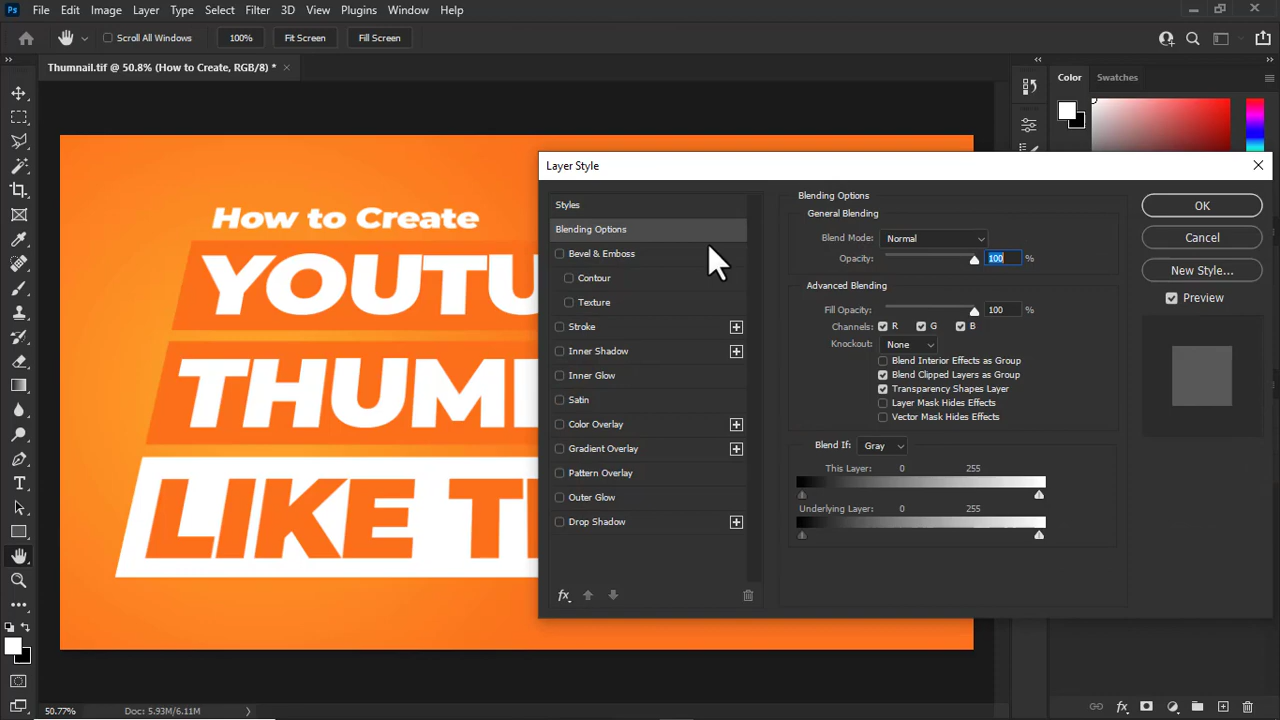 Ps File Edit Image Layer Type Select Filter 3D View Plugins Window Help
Scroll All Windows 100% Fit Screen Fill Screen
Thumnail.tif @ 50.8% (How to Create, RGB/8) * ×
Color Swatches
How to Create
YOUTU
THUM
LIKE T
Layer Style
Styles
Blending Options
Bevel & Emboss
Contour
Texture
Stroke
Inner Shadow
Inner Glow
Satin
Color Overlay
Gradient Overlay
Pattern Overlay
Outer Glow
Drop Shadow
fx
Blending Options
General Blending
Blend Mode: Normal
Opacity: 100 %
Advanced Blending
Fill Opacity: 100 %
Channels: R G B
Knockout: None
Blend Interior Effects as Group
Blend Clipped Layers as Group
Transparency Shapes Layer
Layer Mask Hides Effects
Vector Mask Hides Effects
Blend If: Gray
This Layer: 0 255
Underlying Layer: 0 255
OK
Cancel
New Style...
Preview
50.77% Doc: 5.93M/6.11M
fx